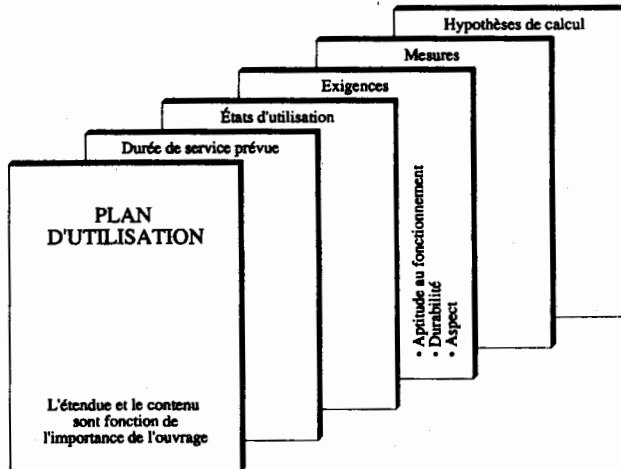 Hypothèses de calcul
Mesures
Exigences
États d'utilisation
Durée de service prévue
PLAN
D'UTILISATION
• Aptitude au fonctionnement
• Durabilité
• Aspect
L'étendue et le contenu
sont fonction de
l'importance de l'ouvrage